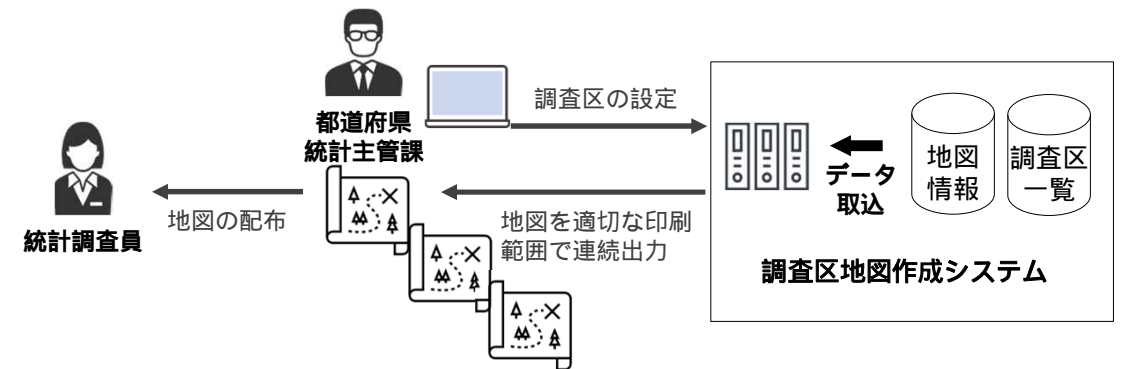 調査区の設定
都道府県
統計主管課
地図
情報
調査区
一覧
データ
取込
地図の配布
地図を適切な印刷
範囲で連続出力
統計調査員
調査区地図作成システム